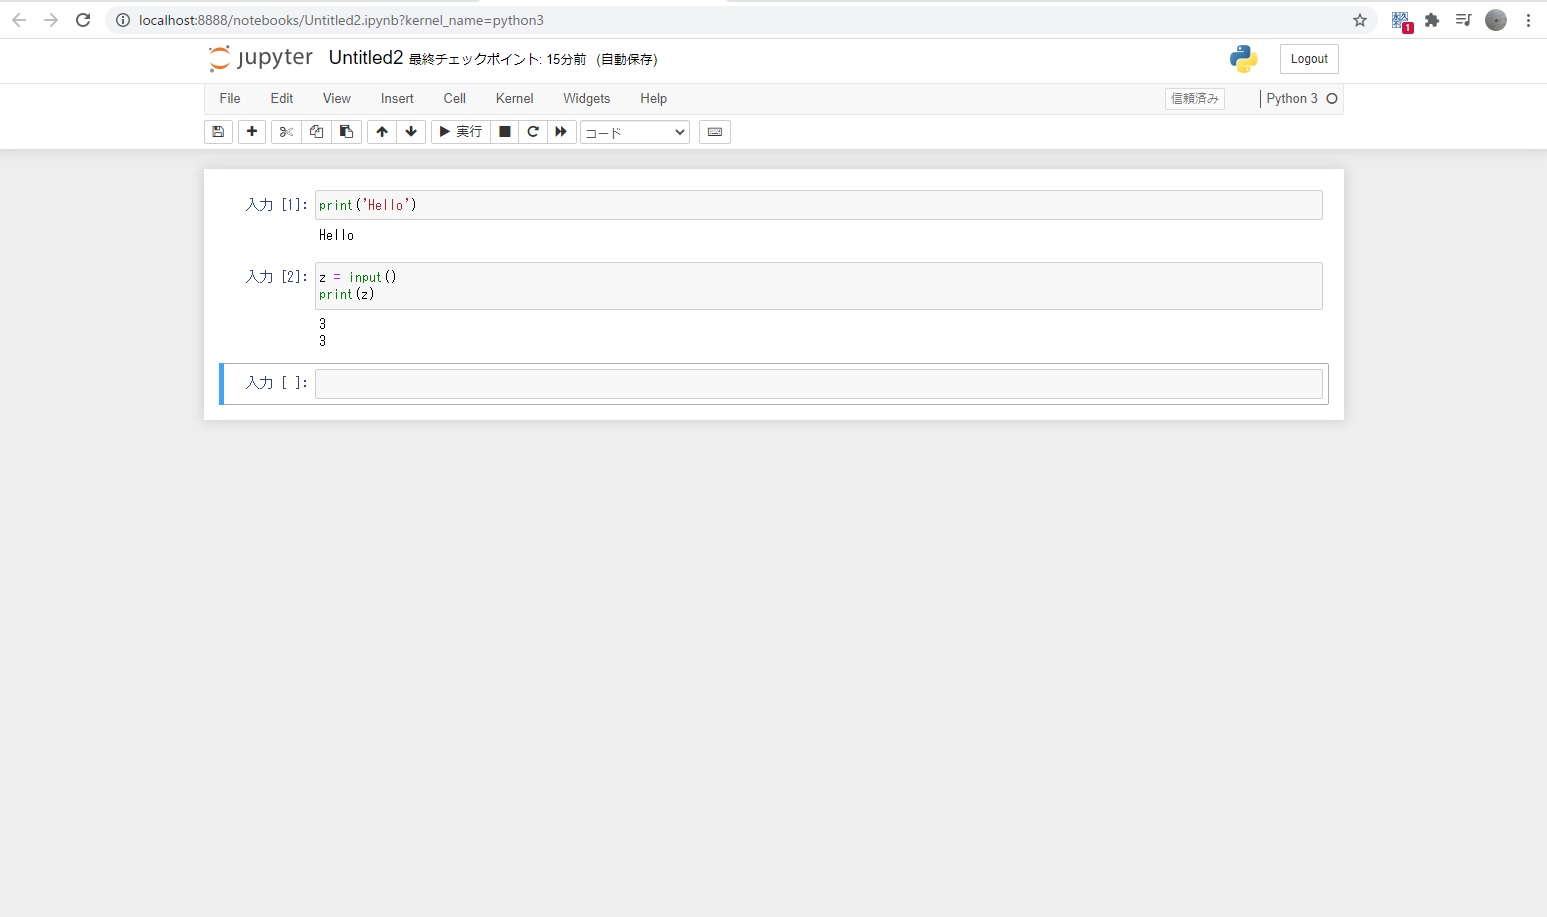 localhost:8888/notebooks/Untitled2.ipynb?kernel_name=python3
1
jupyter Untitled2 最終チェックポイント: 15分前 (自動保存)
Logout
File Edit View Insert Cell Kernel Widgets Help
信頼済み
Python 3
実行
コード
入力 [1]: print('Hello')
Hello
入力 [2]: z = input()
print(z)
3
3
入力 [ ]: